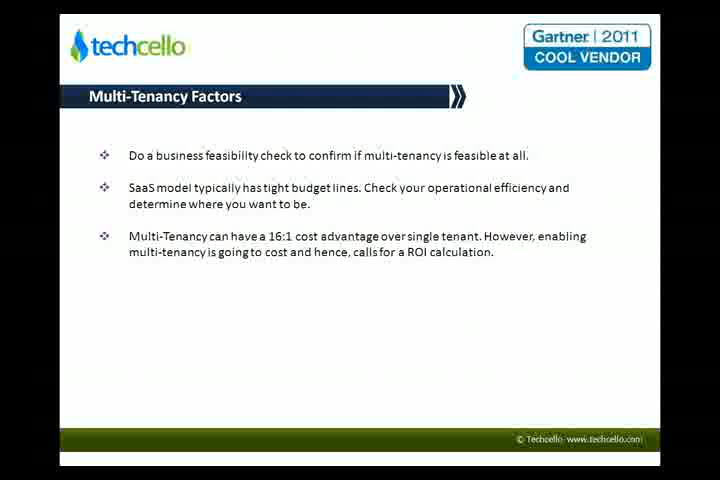 techcello
Gartner | 2011
COOL VENDOR
Multi-Tenancy Factors
Do a business feasibility check to confirm if multi-tenancy is feasible at all.
SaaS model typically has tight budget lines. Check your operational efficiency and
determine where you want to be.
Multi-Tenancy can have a 16:1 cost advantage over single tenant. However, enabling
multi-tenancy is going to cost and hence, calls for a ROI calculation.
© Techcello www.techcello.com